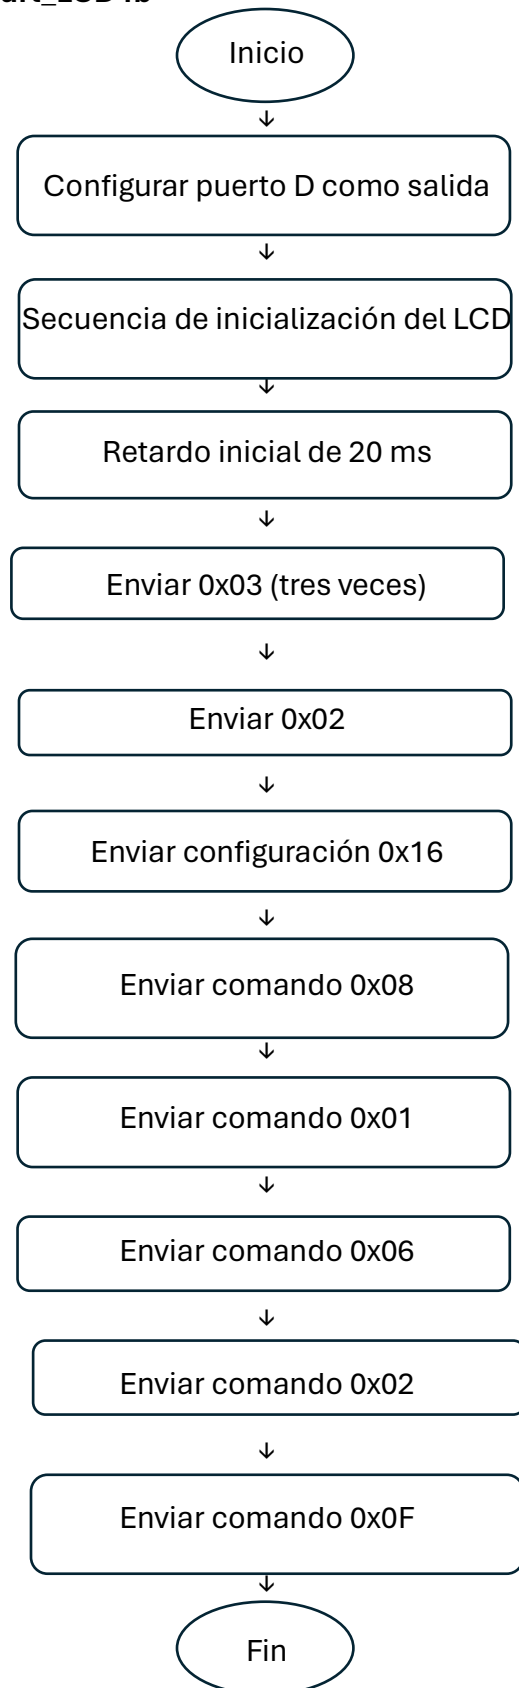 Inicio
↓
Configurar puerto D como salida
↓
Secuencia de inicialización del LCD
↓
Retardo inicial de 20 ms
↓
Enviar 0x03 (tres veces)
↓
Enviar 0x02
↓
Enviar configuración 0x16
↓
Enviar comando 0x08
↓
Enviar comando 0x01
↓
Enviar comando 0x06
↓
Enviar comando 0x02
↓
Enviar comando 0x0F
↓
Fin